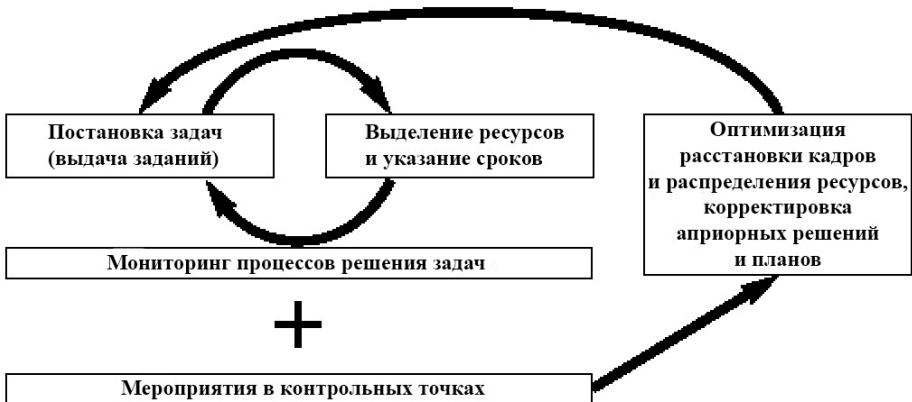 Постановка задач
(выдача заданий)
Выделение ресурсов
и указание сроков
Оптимизация
расстановки кадров
и распределения ресурсов,
корректировка
априорных решений
и планов
Мониторинг процессов решения задач
+
Мероприятия в контрольных точках